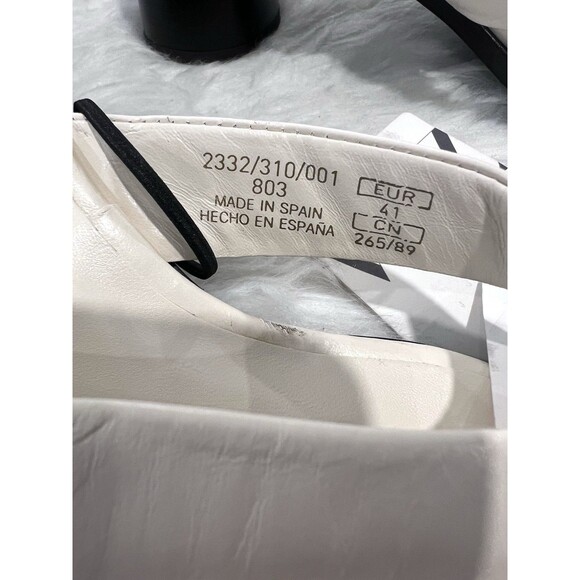 2332/310/001
803
MADE IN SPAIN
HECHO EN ESPAÑA
EUR
41
CN
265/89